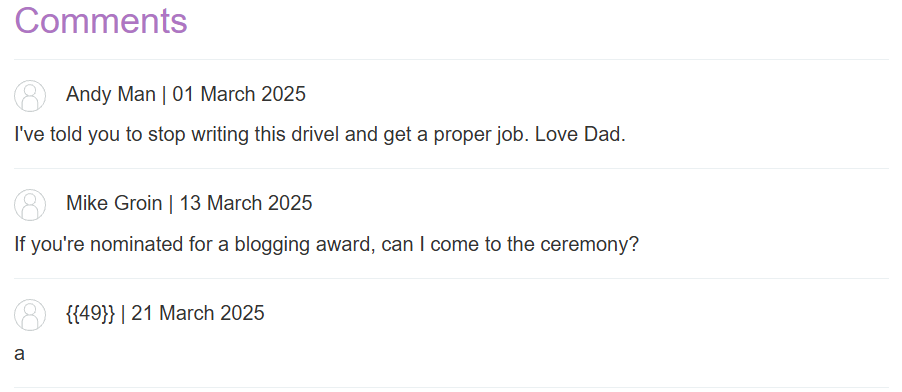 Comments
Andy Man | 01 March 2025
I've told you to stop writing this drivel and get a proper job. Love Dad.
Mike Groin | 13 March 2025
If you're nominated for a blogging award, can I come to the ceremony?
{{49}} | 21 March 2025
a